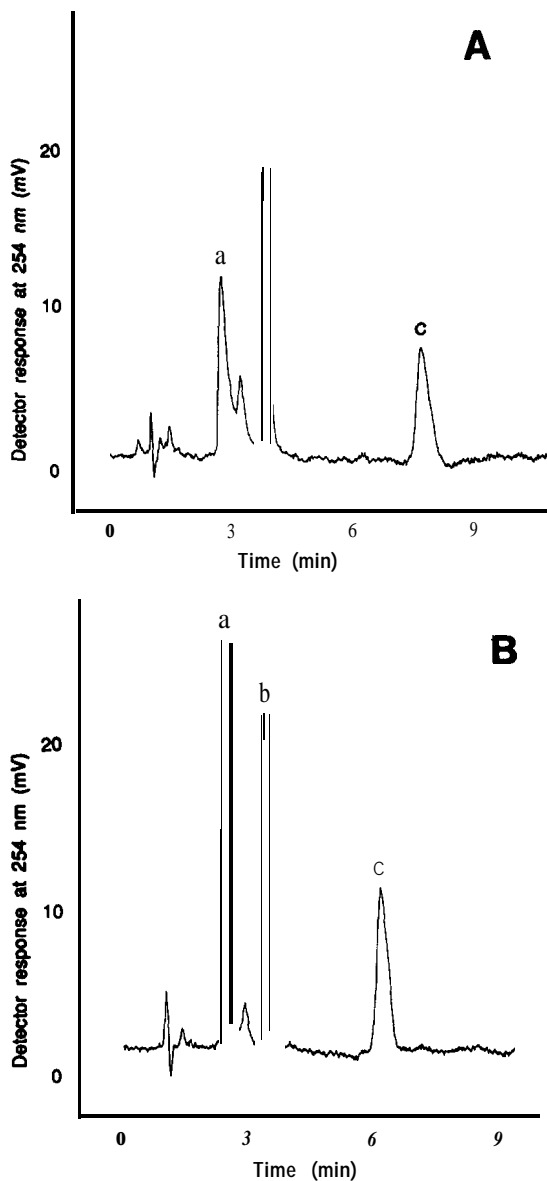 A
20
a
10
c
0
Detector response at 254 nm (mV)
0 3 6 9
Time (min)
a
B
b
20
C
10
0
Detector response at 254 nm (mV)
0 3 6 9
Time (min)